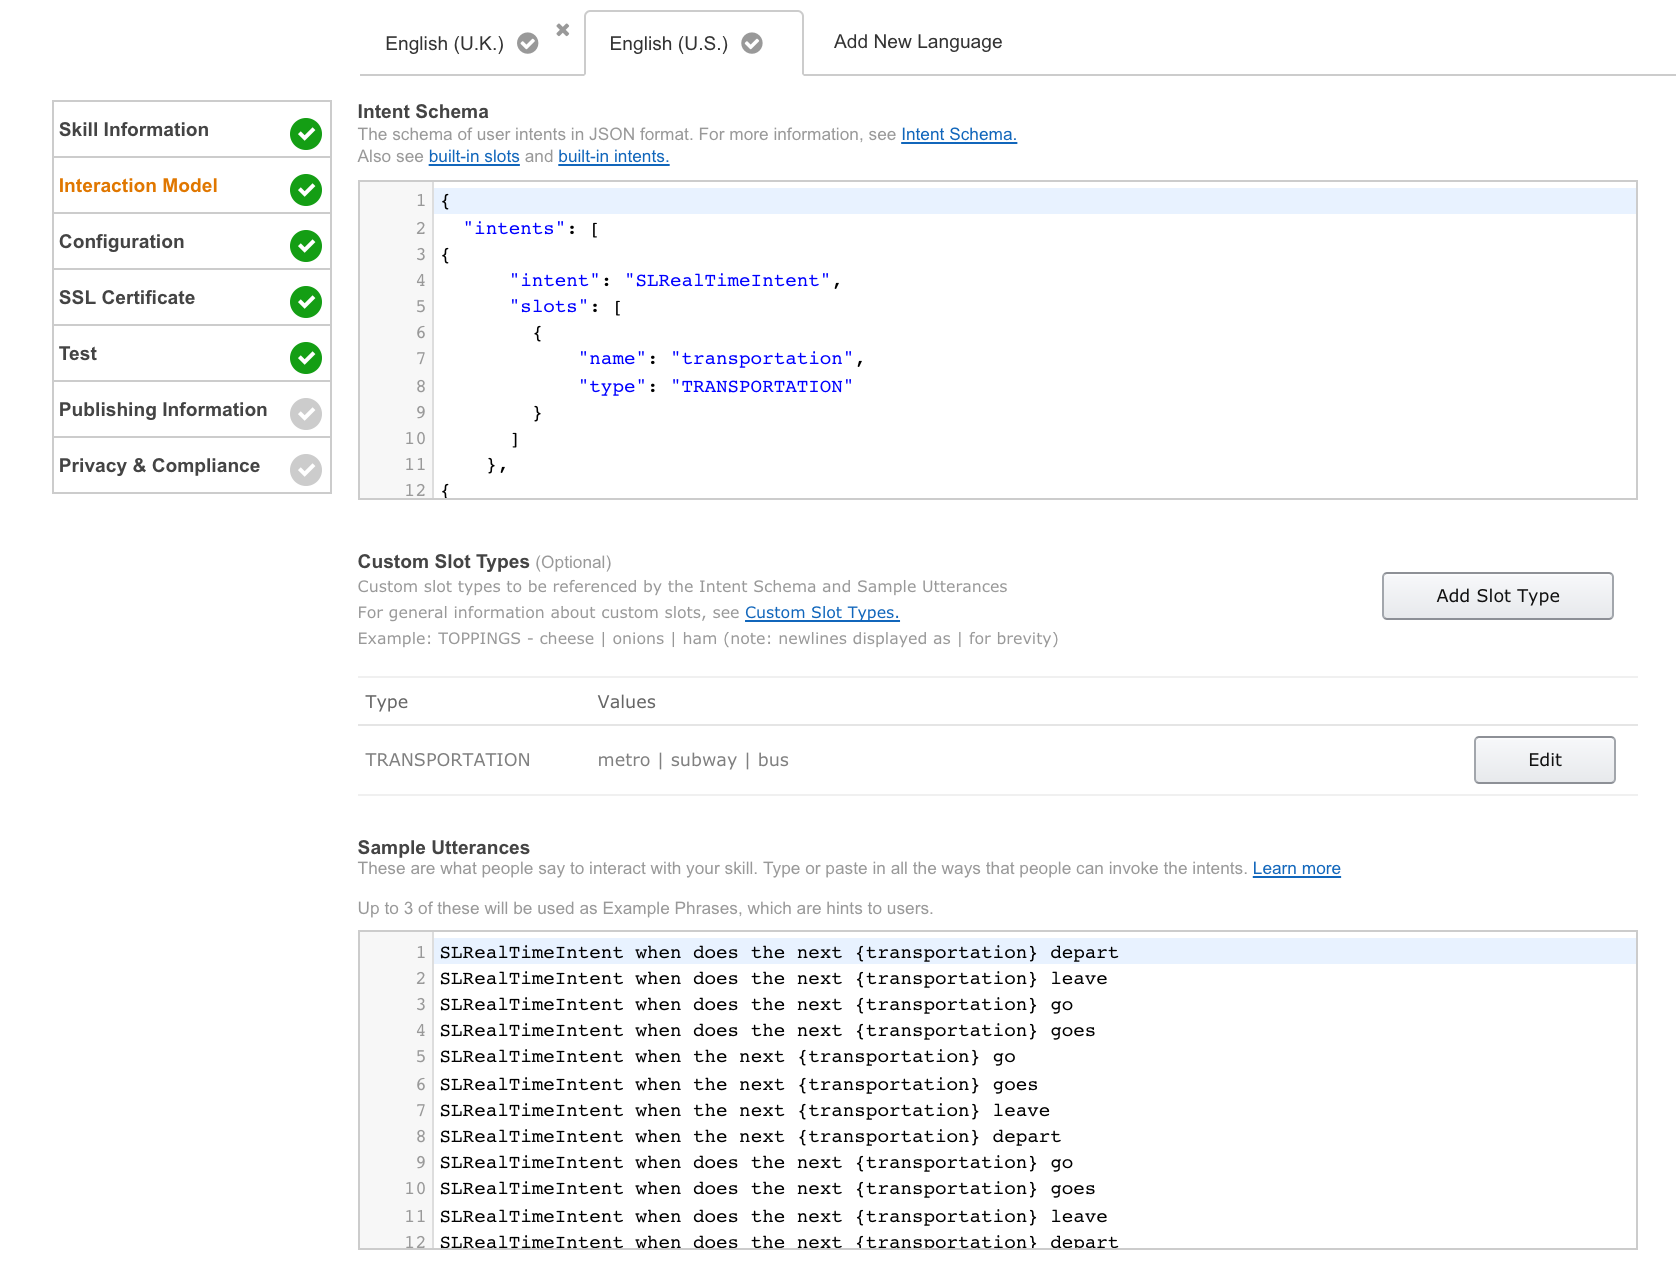 English (U.K.)
English (U.S.)
Add New Language
Skill Information
Interaction Model
Configuration
SSL Certificate
Test
Publishing Information
Privacy & Compliance
Intent Schema
The schema of user intents in JSON format. For more information, see Intent Schema.
Also see built-in slots and built-in intents.
1 {
2   "intents": [
3 {
4       "intent": "SLRealTimeIntent",
5       "slots": [
6         {
7             "name": "transportation",
8             "type": "TRANSPORTATION"
9         }
10       ]
11     },
12 {
Custom Slot Types (Optional)
Custom slot types to be referenced by the Intent Schema and Sample Utterances
For general information about custom slots, see Custom Slot Types.
Example: TOPPINGS - cheese | onions | ham (note: newlines displayed as | for brevity)
Add Slot Type
Type Values
TRANSPORTATION metro | subway | bus
Edit
Sample Utterances
These are what people say to interact with your skill. Type or paste in all the ways that people can invoke the intents. Learn more
Up to 3 of these will be used as Example Phrases, which are hints to users.
1 SLRealTimeIntent when does the next {transportation} depart
2 SLRealTimeIntent when does the next {transportation} leave
3 SLRealTimeIntent when does the next {transportation} go
4 SLRealTimeIntent when does the next {transportation} goes
5 SLRealTimeIntent when the next {transportation} go
6 SLRealTimeIntent when the next {transportation} goes
7 SLRealTimeIntent when the next {transportation} leave
8 SLRealTimeIntent when the next {transportation} depart
9 SLRealTimeIntent when does the next {transportation} go
10 SLRealTimeIntent when does the next {transportation} goes
11 SLRealTimeIntent when does the next {transportation} leave
12 SLRealTimeIntent when does the next {transportation} depart